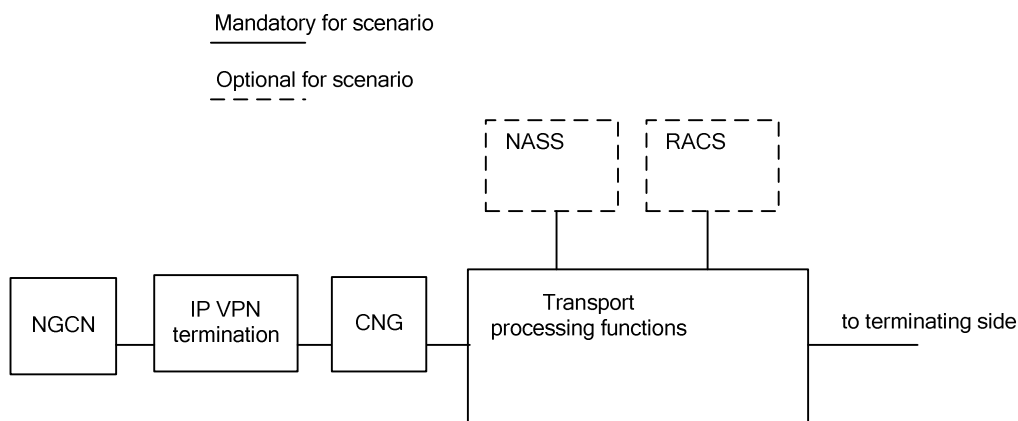 Mandatory for scenario
Optional for scenario
NASS
RACS
NGCN
IP VPN
termination
CNG
Transport
processing functions
to terminating side